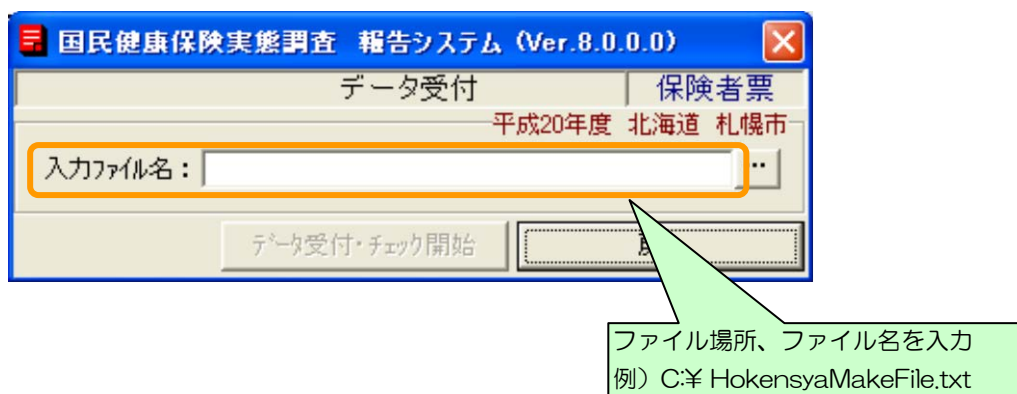 国民健康保険実態調査 報告システム (Ver.8.0.0.0)
データ受付 保険者票
平成20年度 北海道 札幌市
入力ファイル名：
データ受付・チェック開始
ファイル場所、ファイル名を入力
例）C:¥ HokensyaMakeFile.txt